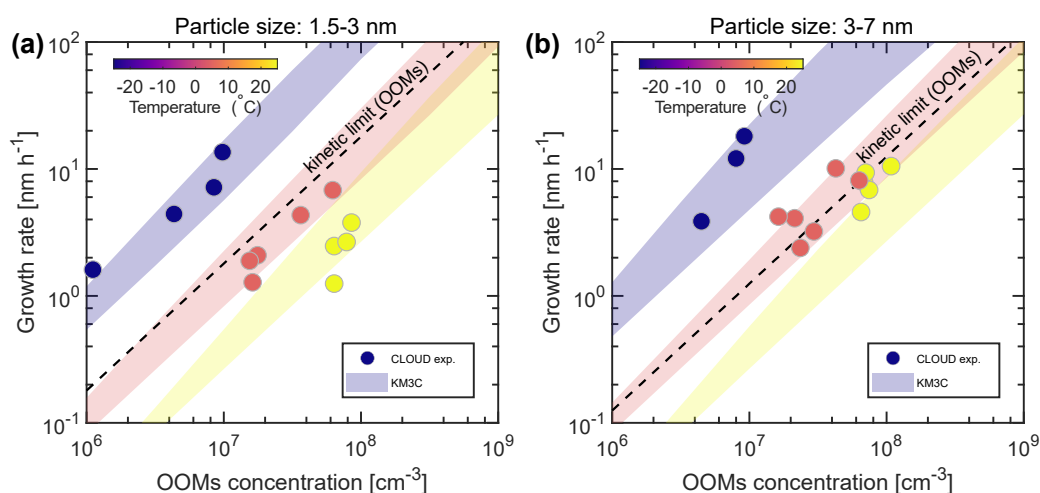 (a)
Particle size: 1.5-3 nm
10^2
10^1
10^0
10^-1
Growth rate [nm h^-1]
-20 -10 0 10 20
Temperature (°C)
kinetic limit (OOMs)
CLOUD exp.
KM3C
10^6 10^7 10^8 10^9
OOMs concentration [cm^-3]
(b)
Particle size: 3-7 nm
10^2
10^1
10^0
10^-1
Growth rate [nm h^-1]
-20 -10 0 10 20
Temperature (°C)
kinetic limit (OOMs)
CLOUD exp.
KM3C
10^6 10^7 10^8 10^9
OOMs concentration [cm^-3]